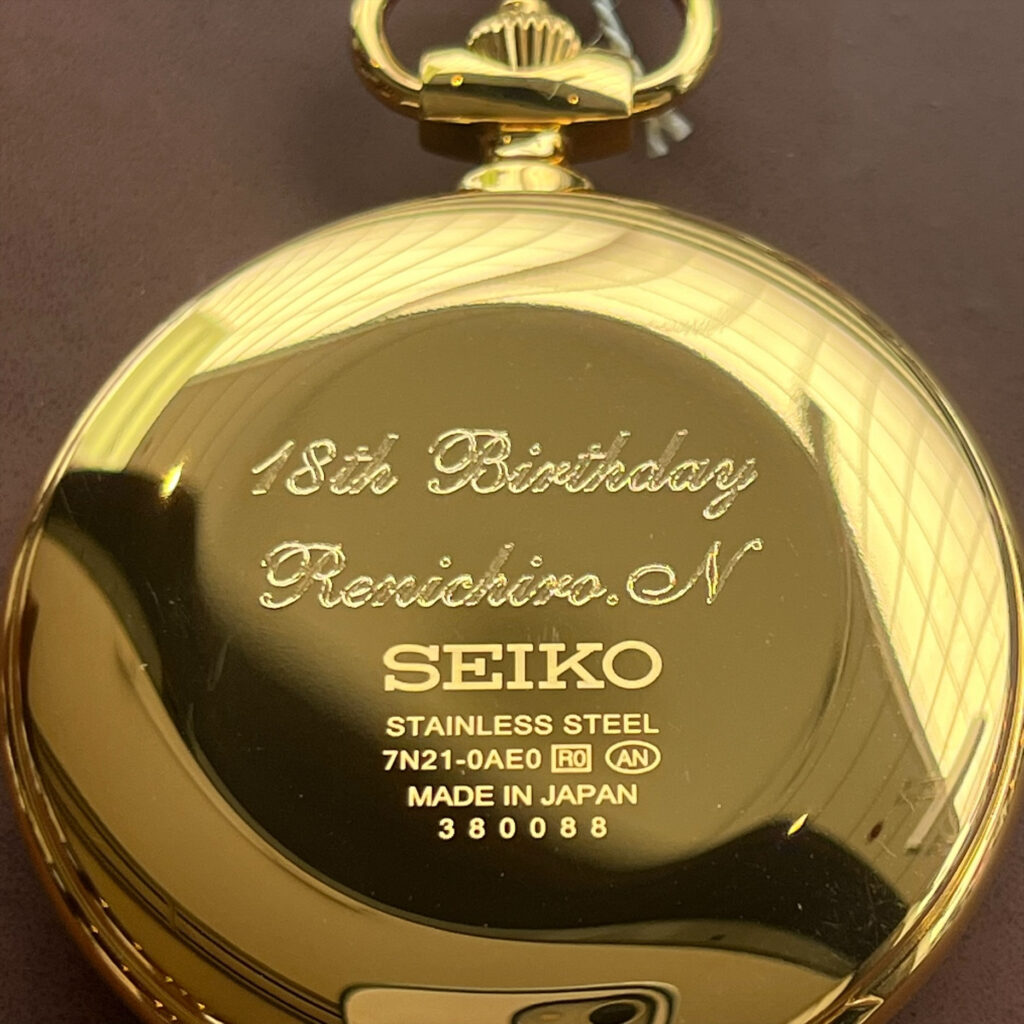 18th Birthday
Renichiro.N
SEIKO
STAINLESS STEEL
7N21-0AE0 R0 AN
MADE IN JAPAN
380088